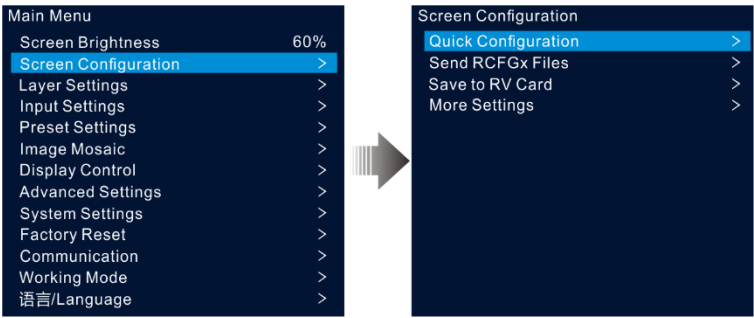 Main Menu
Screen Brightness 60%
Screen Configuration >
Layer Settings >
Input Settings >
Preset Settings >
Image Mosaic >
Display Control >
Advanced Settings >
System Settings >
Factory Reset >
Communication >
Working Mode >
语言/Language >
Screen Configuration
Quick Configuration >
Send RCFGx Files >
Save to RV Card >
More Settings >